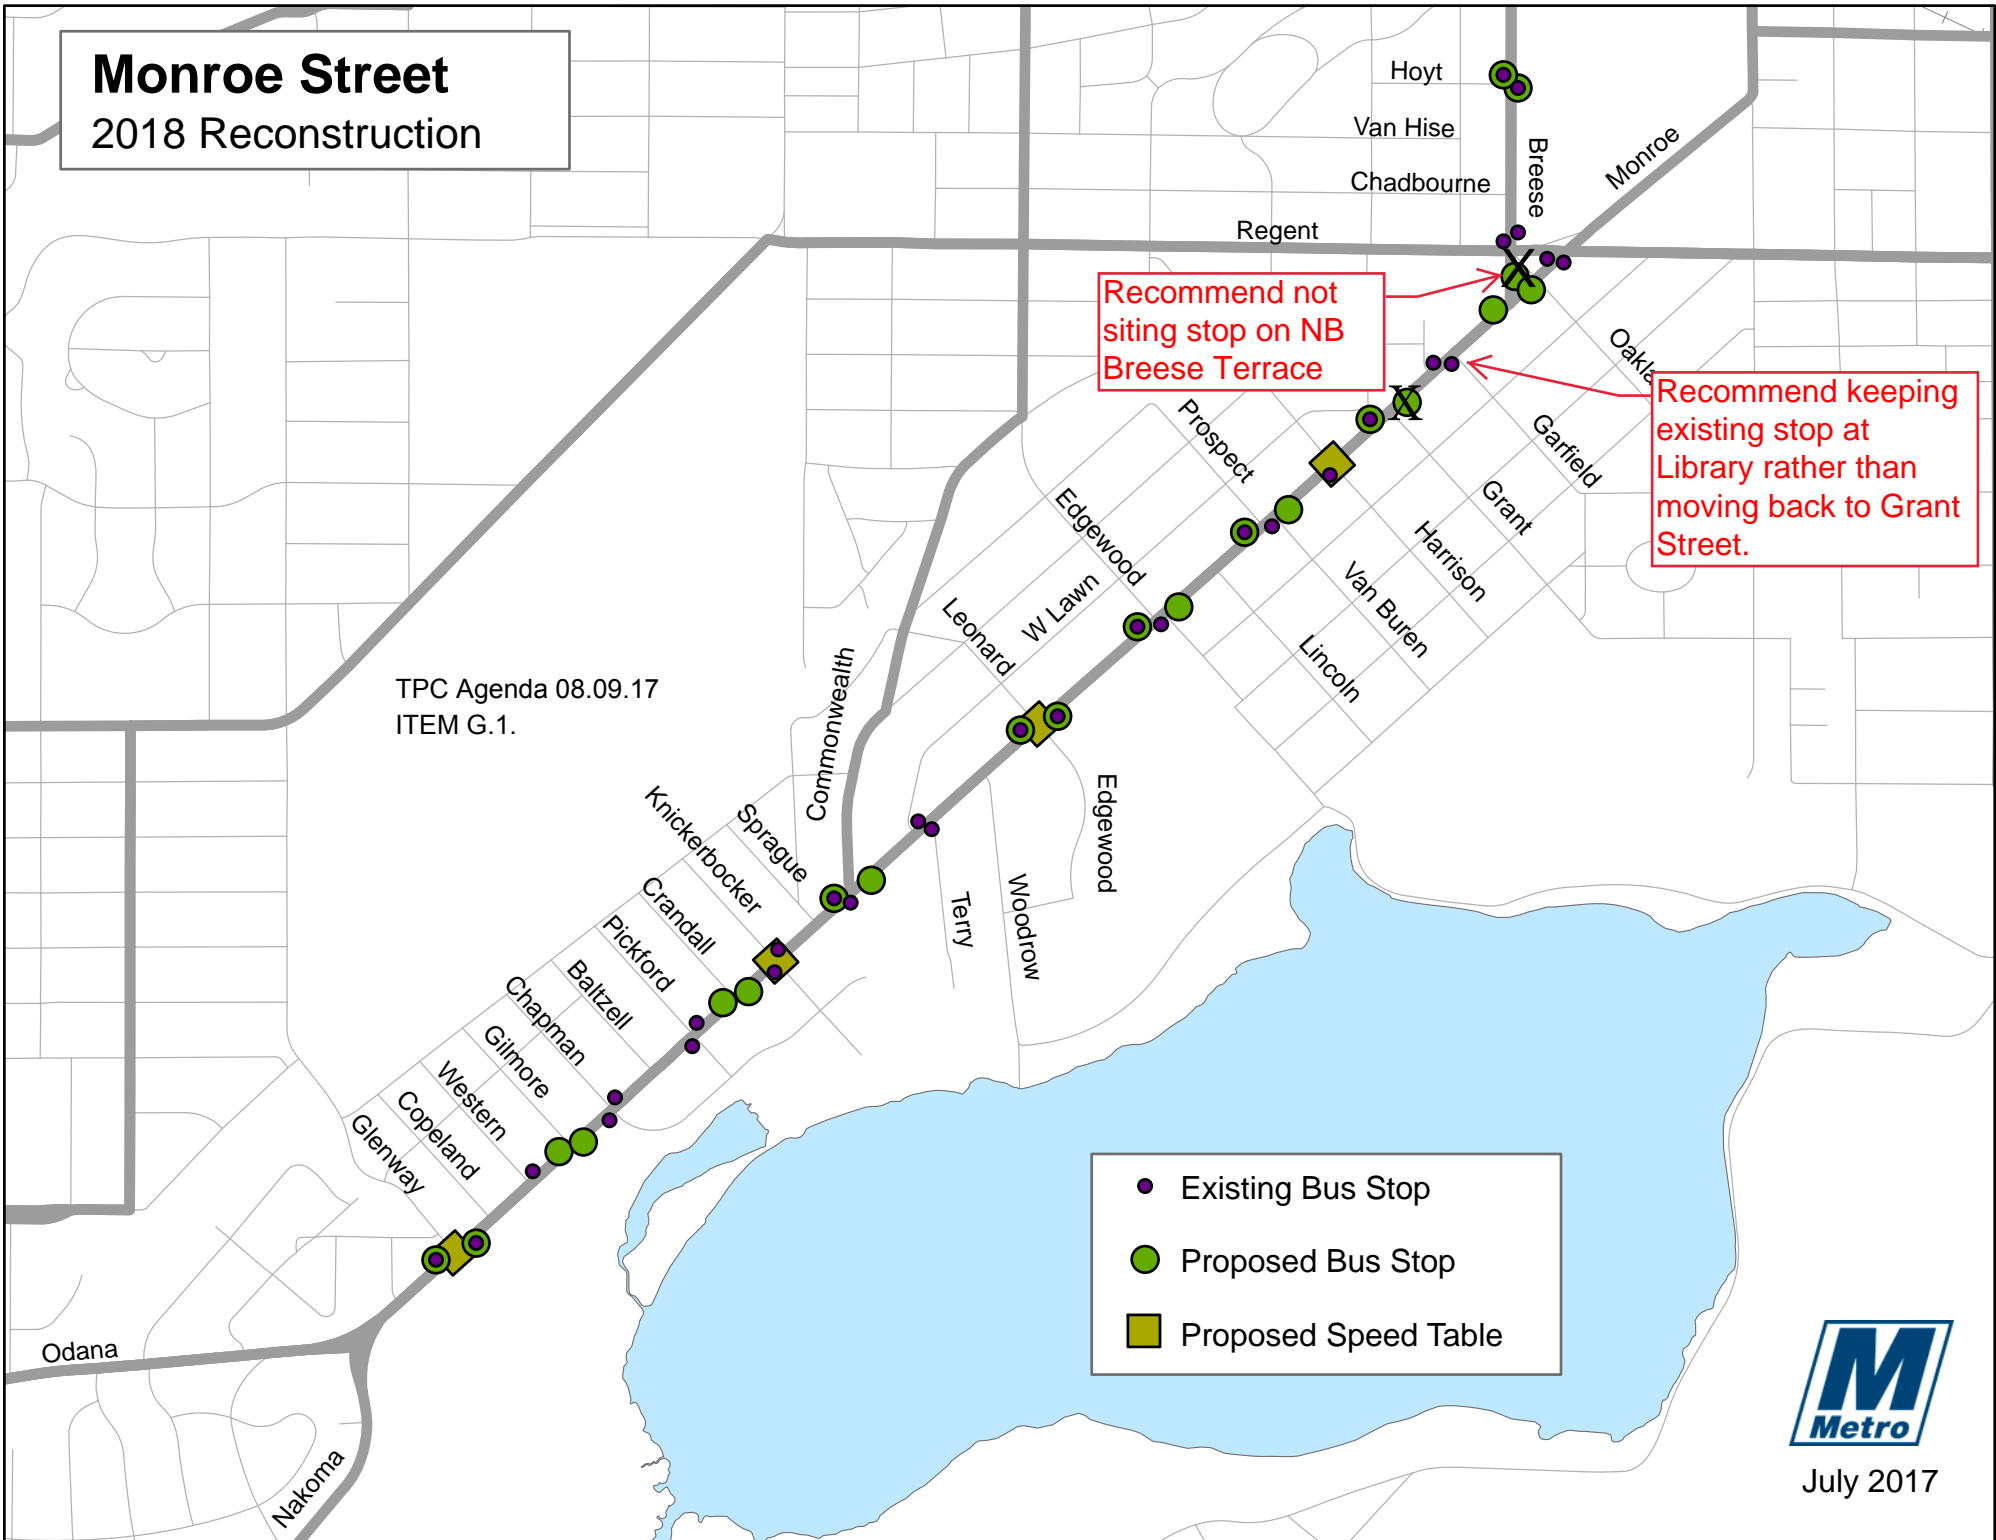 Monroe Street
2018 Reconstruction
Hoyt
Van Hise
Chadbourne
Breese
Monroe
Regent
Recommend not
siting stop on NB
Breese Terrace
X
X
Recommend keeping
existing stop at
Library rather than
moving back to Grant
Street.
Oakla
Garfield
Grant
Harrison
Van Buren
Lincoln
Prospect
Edgewood
W Lawn
Leonard
TPC Agenda 08.09.17
ITEM G.1.
Commonwealth
Edgewood
Woodrow
Terry
Sprague
Knickerbocker
Crandall
Pickford
Baltzell
Chapman
Gilmore
Western
Copeland
Glenway
Odana
Nakoma
Existing Bus Stop
Proposed Bus Stop
Proposed Speed Table
M
Metro
July 2017